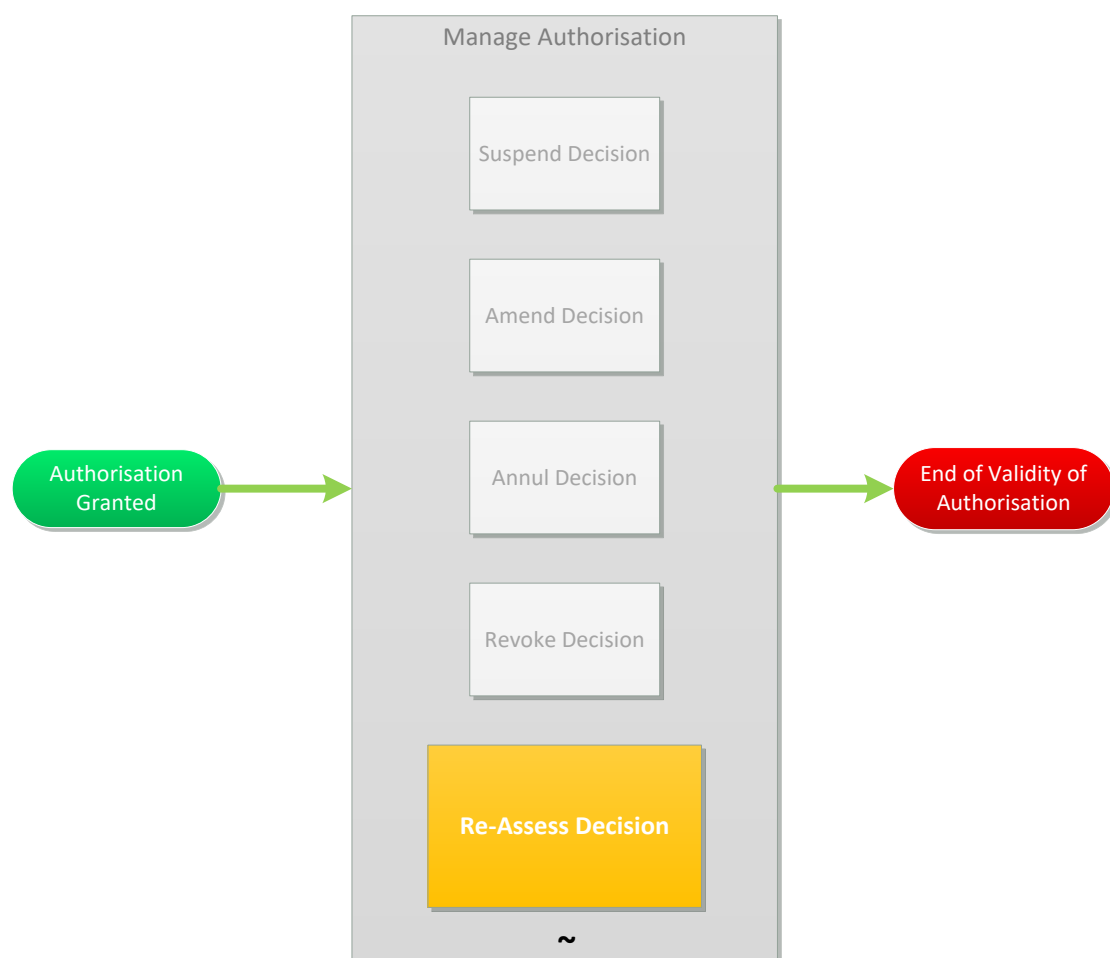 Manage Authorisation
Suspend Decision
Amend Decision
Authorisation
Granted
Annul Decision
End of Validity of
Authorisation
Revoke Decision
Re-Assess Decision
~